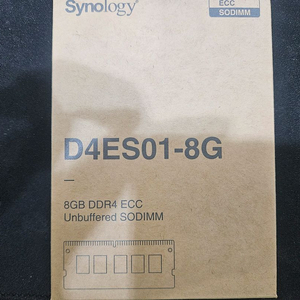 Synology
ECC
SODIMM
D4ES01-8G
8GB DDR4 ECC
Unbuffered SODIMM